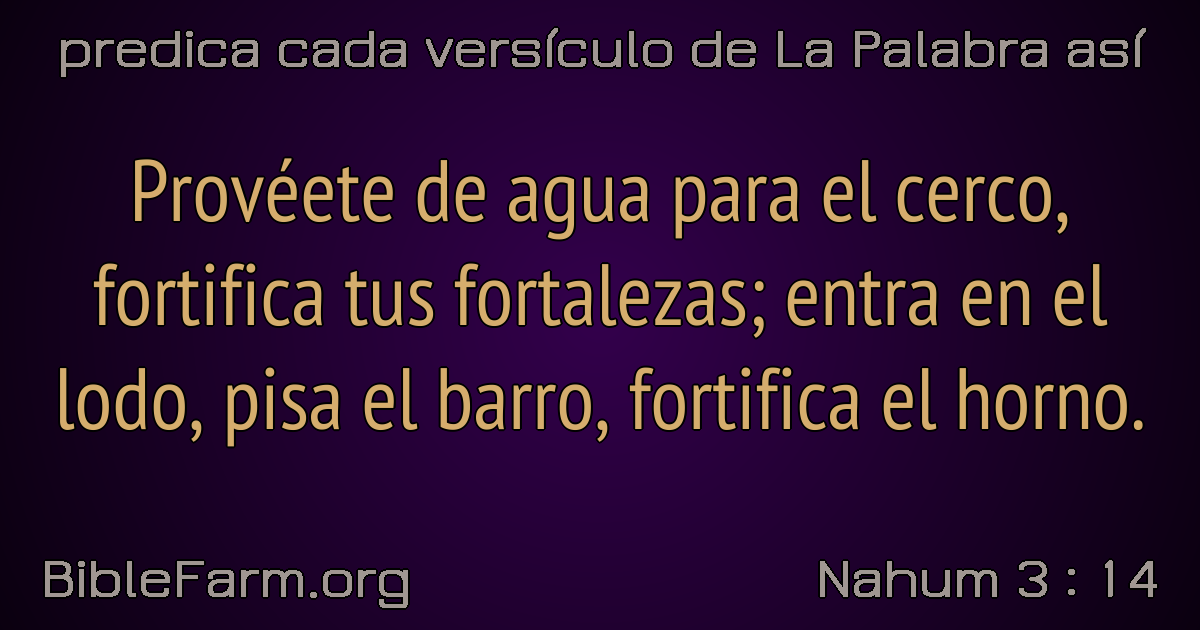 predica cada versículo de La Palabra así
Provéete de agua para el cerco,
fortifica tus fortalezas; entra en el
lodo, pisa el barro, fortifica el horno.
BibleFarm.org
Nahum 3 : 14